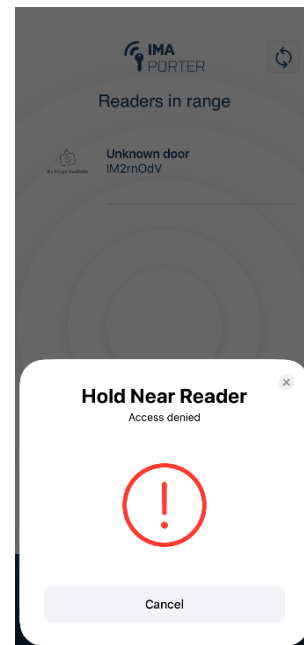 IMA
PORTER
Readers in range
Unknown door
IM2rnOdV
Hold Near Reader
Access denied
Cancel